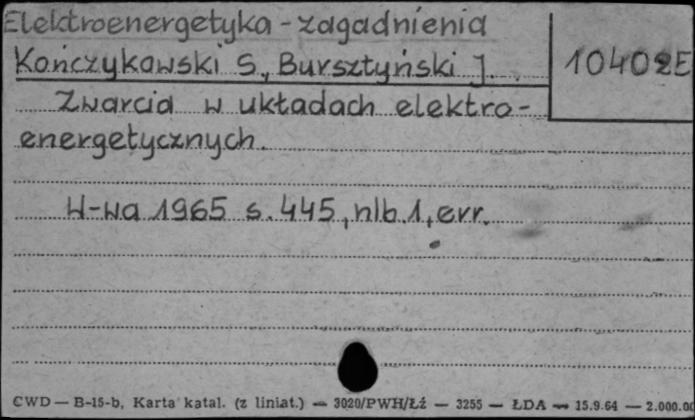 Elektroenergetyka - zagadnienia
Kończykowski S., Bursztyński J.
10402E
Zwarcia w układach elektro-
energetycznych.
W-wa 1965 s. 445, nlb. 1, err.
CWD — B-15-b, Karta katal. (z liniat.) — 3020/PWH/Łź — 3255 — ŁDA — 15.9.64 — 2.000.00